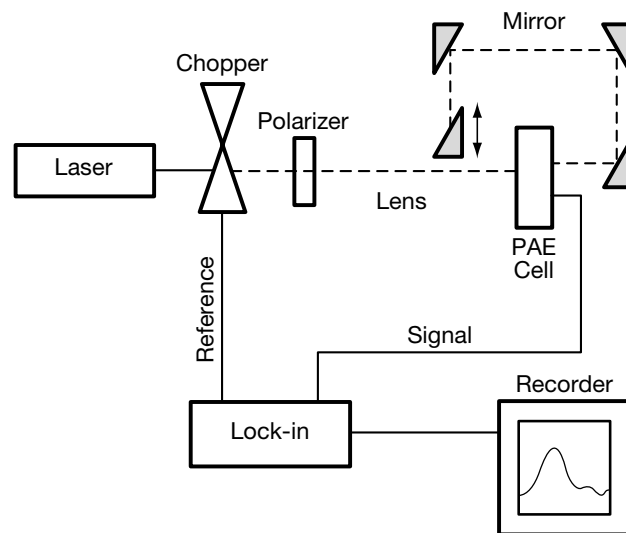 Mirror
Chopper
Polarizer
Laser
Lens
PAE
Cell
Reference
Signal
Recorder
Lock-in